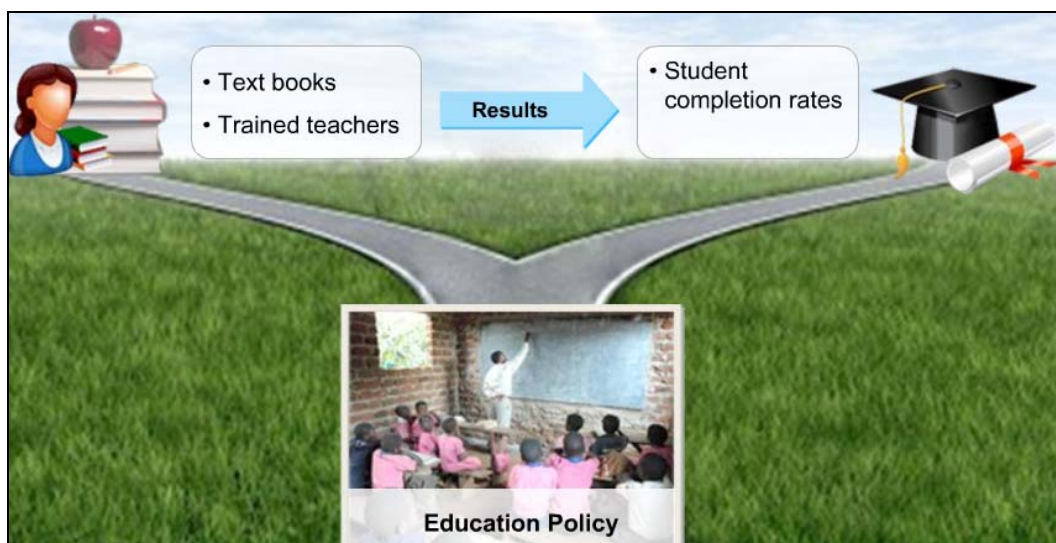 • Text books
• Trained teachers
Results
• Student
completion rates
Education Policy